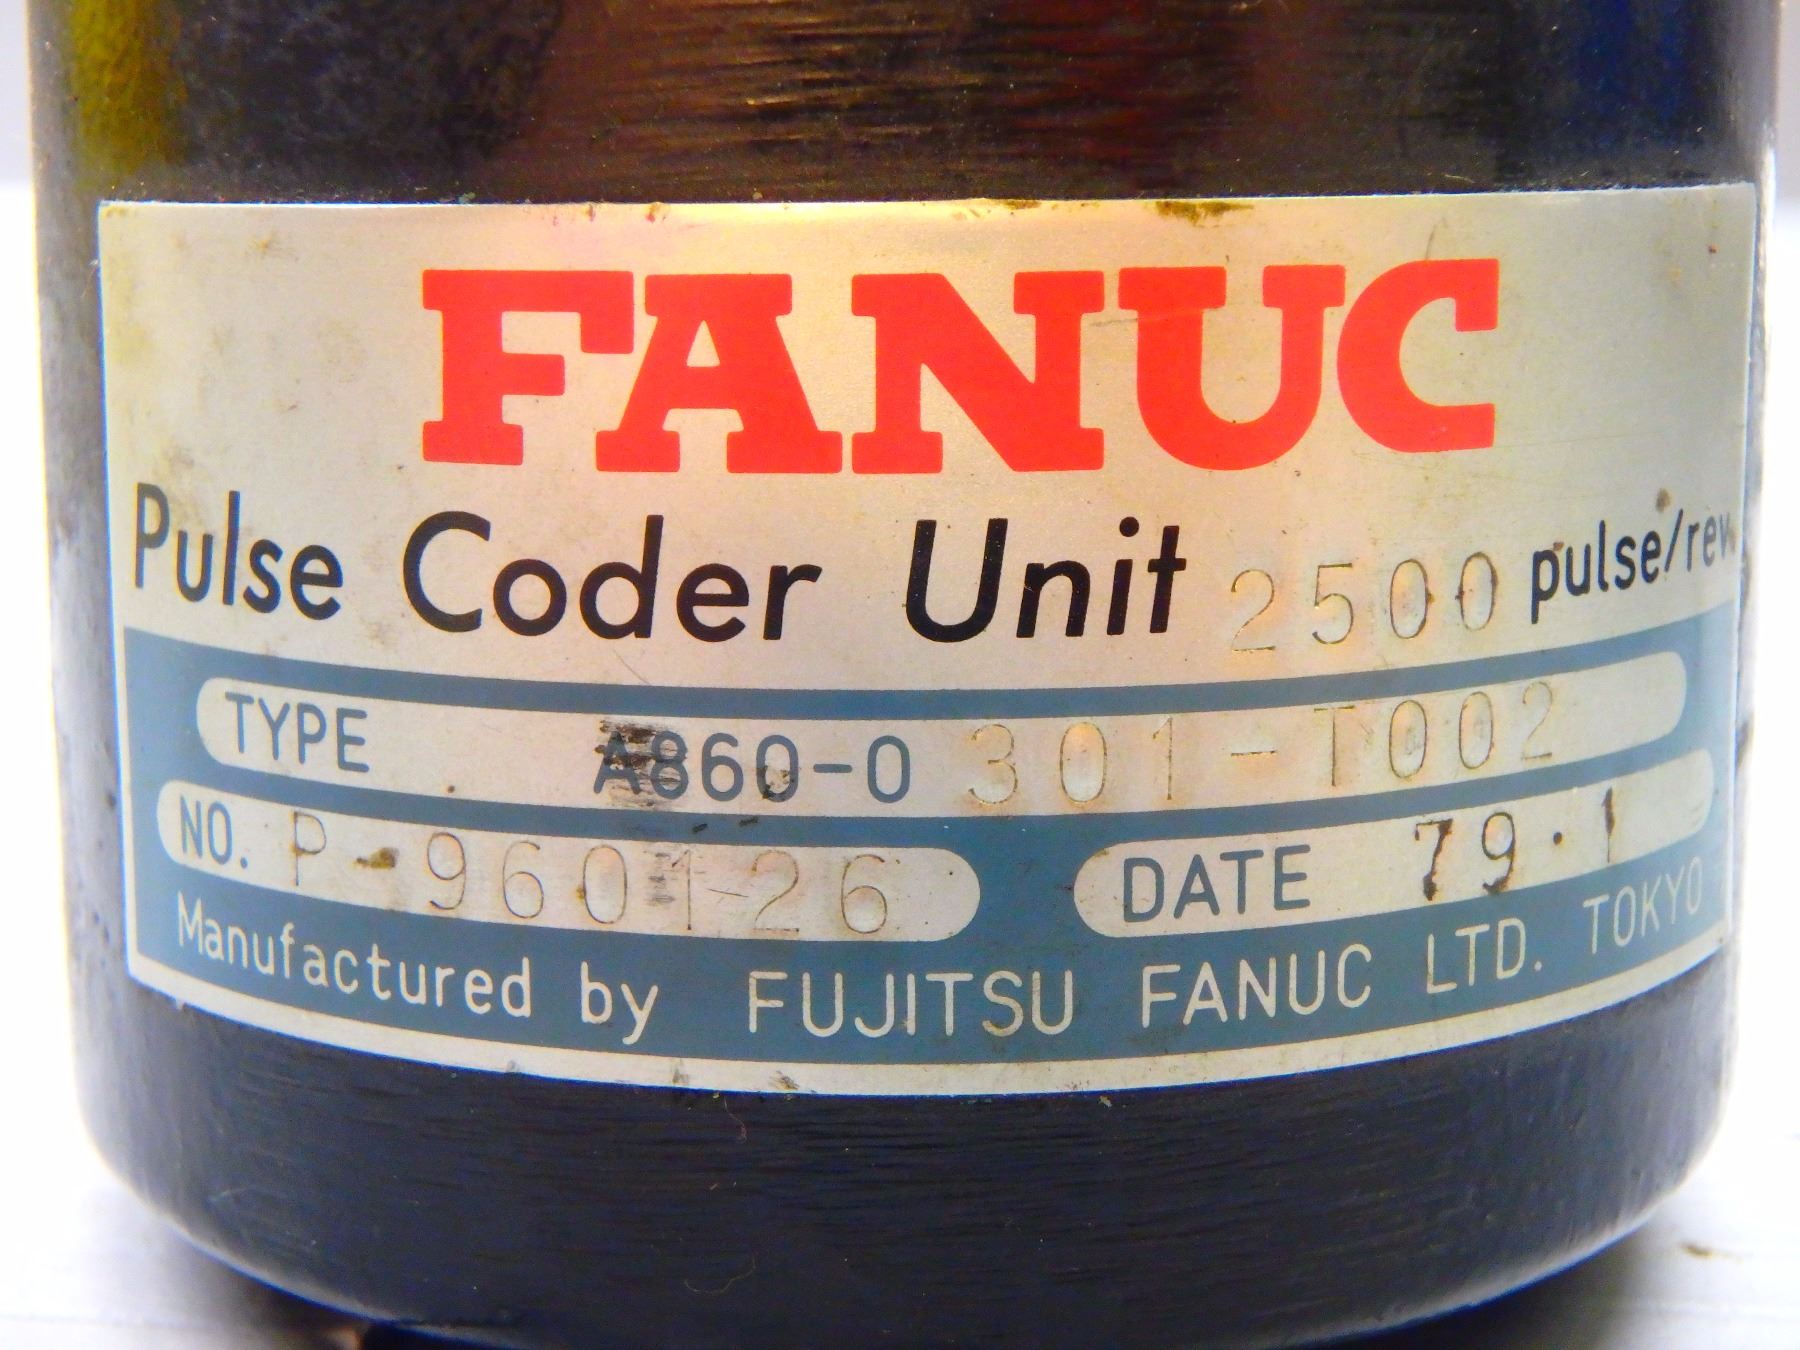 FANUC
Pulse Coder Unit 2500 pulse/rev
TYPE A860-0301-T002
NO. P-960126 DATE 79.1
Manufactured by FUJITSU FANUC LTD. TOKYO